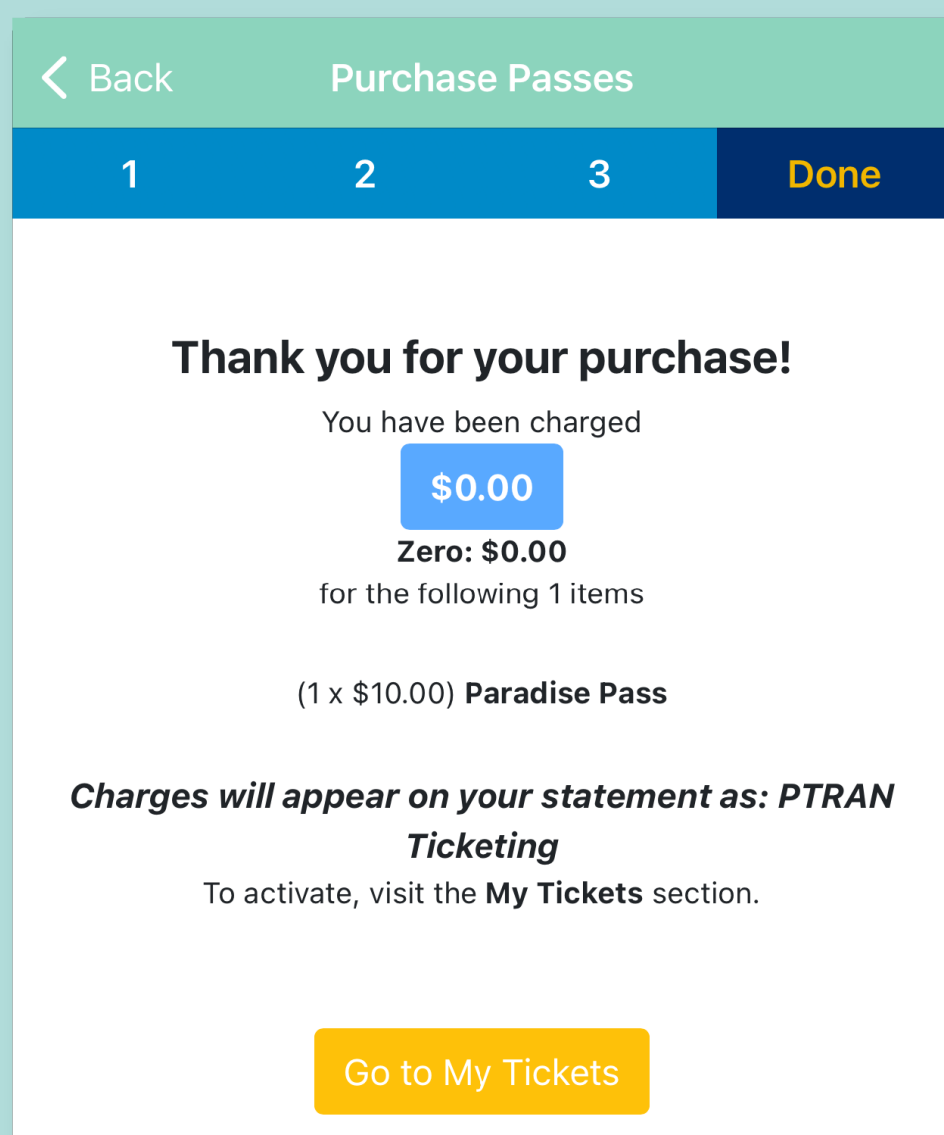 Back
Purchase Passes
1
2
3
Done
Thank you for your purchase!
You have been charged
$0.00
Zero: $0.00
for the following 1 items
(1 x $10.00) Paradise Pass
Charges will appear on your statement as: PTRAN
Ticketing
To activate, visit the My Tickets section.
Go to My Tickets